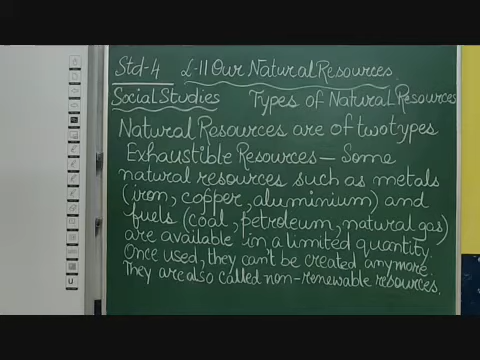 Std-4 L-11 Our Natural Resources.
Social Studies Types of Natural Resources
Natural Resources are of two types
Exhaustible Resources – Some
natural resources such as metals
(iron, copper, aluminium) and
fuels (coal, petroleum, natural gas)
are available in a limited quantity.
Once used, they can't be created anymore.
They are also called non-renewable resources.